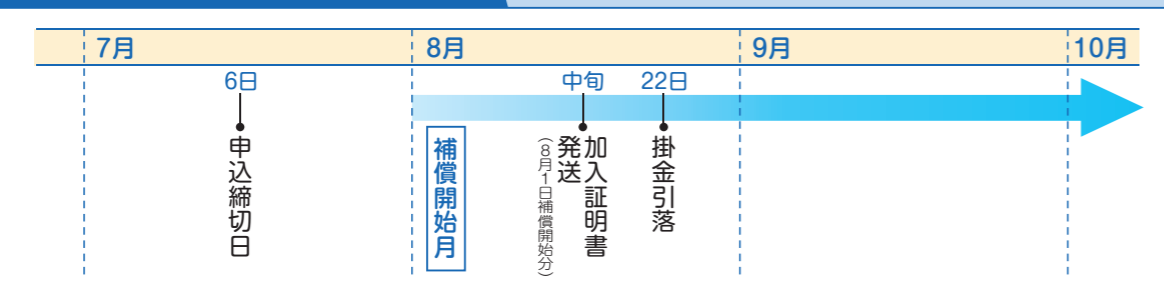 7月
8月
9月
10月
6日
申込締切日
補償開始月
中旬
加入証明書
発送
（8月1日補償開始分）
22日
掛金引落